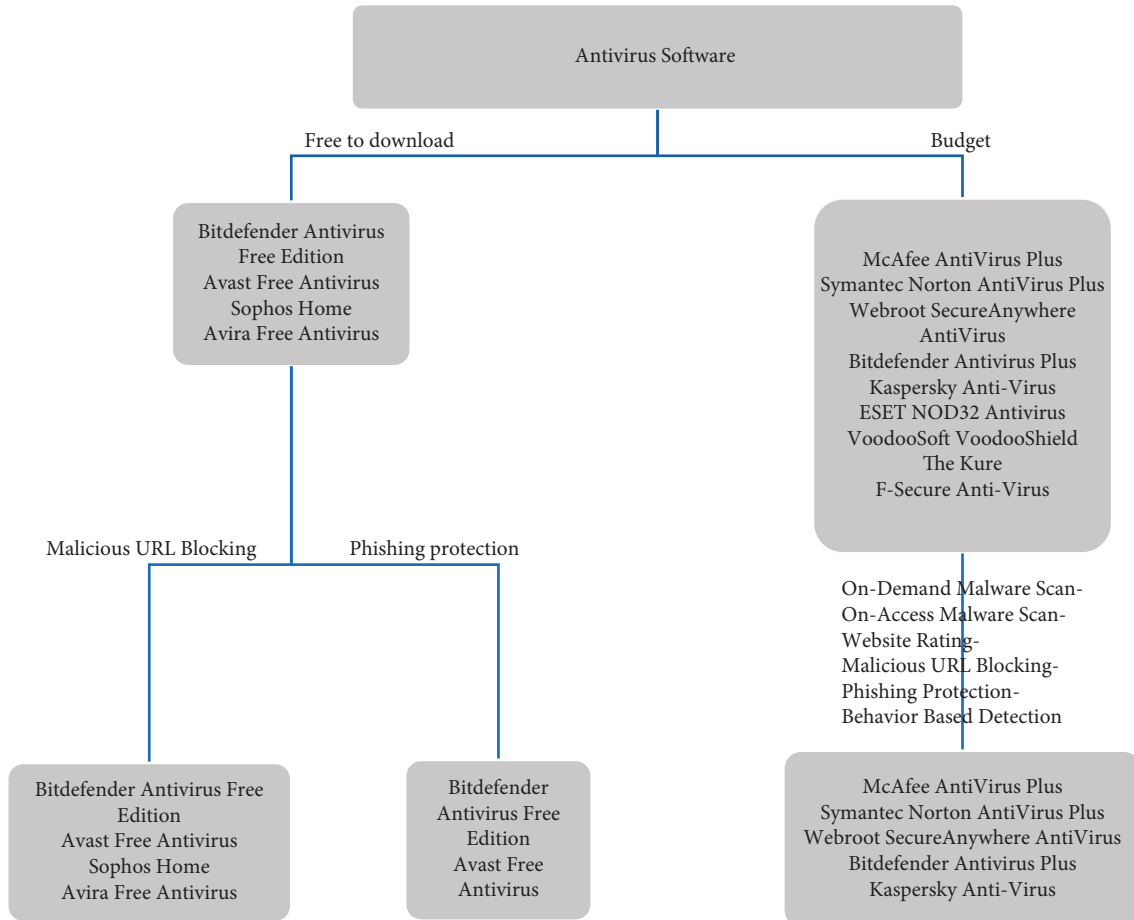 Antivirus Software
Free to download
Budget
Bitdefender Antivirus
Free Edition
Avast Free Antivirus
Sophos Home
Avira Free Antivirus
McAfee AntiVirus Plus
Symantec Norton AntiVirus Plus
Webroot SecureAnywhere
AntiVirus
Bitdefender Antivirus Plus
Kaspersky Anti-Virus
ESET NOD32 Antivirus
VoodooSoft VoodooShield
The Kure
F-Secure Anti-Virus
Malicious URL Blocking
Phishing protection
On-Demand Malware Scan-
On-Access Malware Scan-
Website Rating-
Malicious URL Blocking-
Phishing Protection-
Behavior Based Detection
Bitdefender Antivirus Free
Edition
Avast Free Antivirus
Sophos Home
Avira Free Antivirus
Bitdefender
Antivirus Free
Edition
Avast Free
Antivirus
McAfee AntiVirus Plus
Symantec Norton AntiVirus Plus
Webroot SecureAnywhere AntiVirus
Bitdefender Antivirus Plus
Kaspersky Anti-Virus